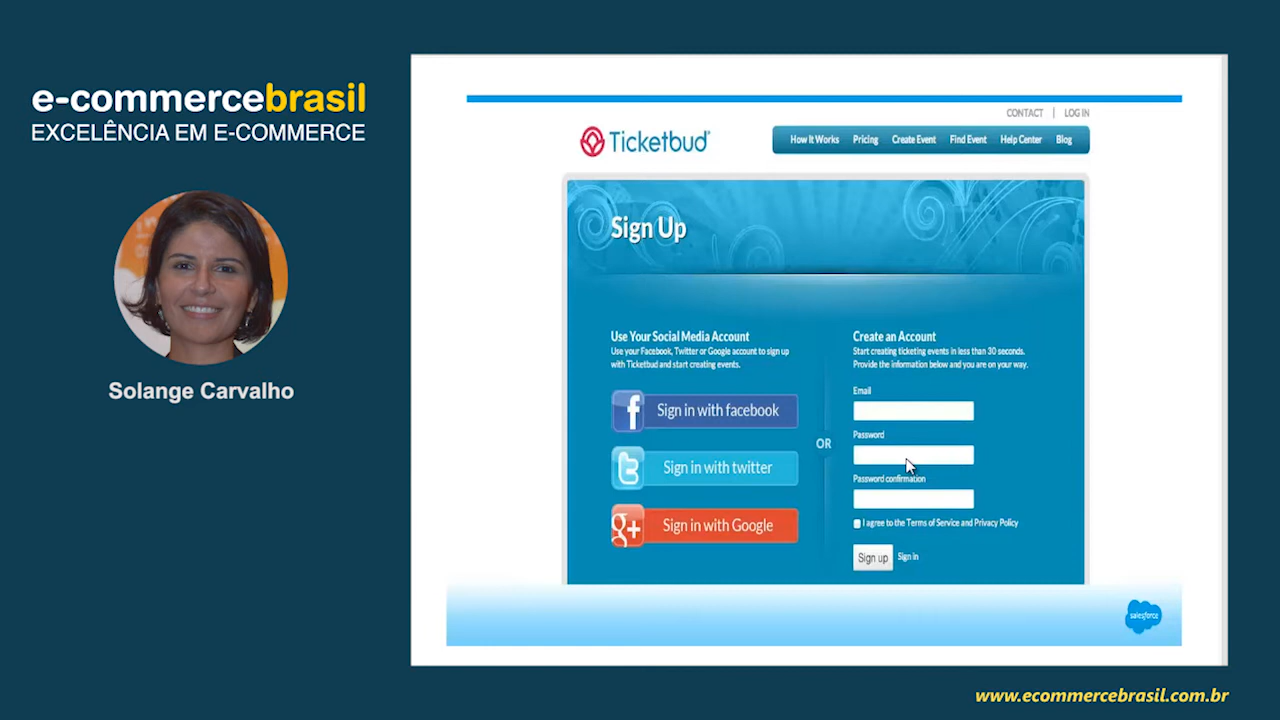 e-commercebrasil
EXCELÊNCIA EM E-COMMERCE
Solange Carvalho
CONTACT | LOG IN
Ticketbud
How It Works Pricing Create Event Find Event Help Center Blog
Sign Up
Use Your Social Media Account
Use your Facebook, Twitter or Google account to sign up
with Ticketbud and start creating events.
Sign in with facebook
Sign in with twitter
g+ Sign in with Google
OR
Create an Account
Start creating ticketing events in less than 30 seconds.
Provide the information below and you are on your way.
Email
Password
Password confirmation
I agree to the Terms of Service and Privacy Policy
Sign up Sign in
salesforce
www.ecommercebrasil.com.br